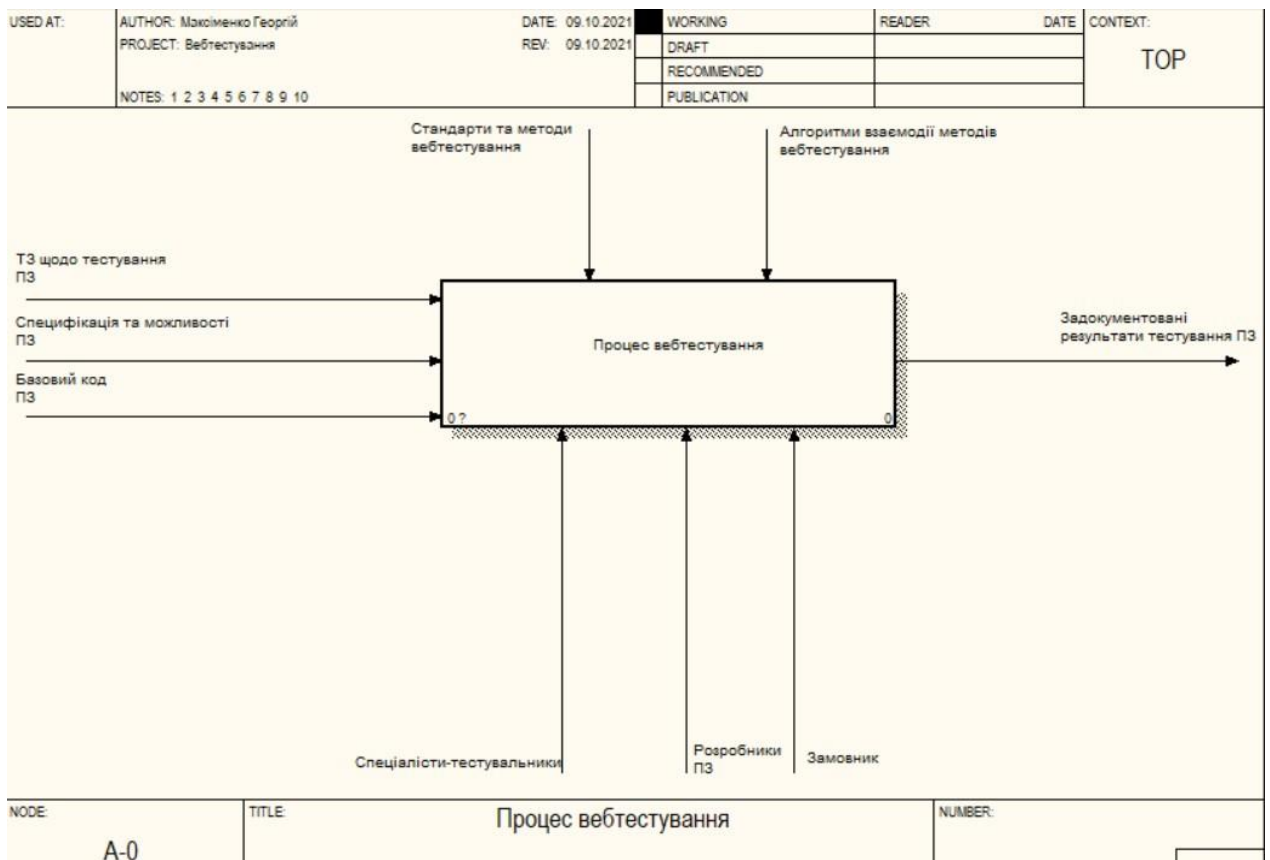 USED AT:
AUTHOR: Максіменко Георгій
DATE: 09.10.2021
WORKING
READER
DATE
CONTEXT:
PROJECT: Вебтестування
REV: 09.10.2021
DRAFT
TOP
RECOMMENDED
NOTES: 1 2 3 4 5 6 7 8 9 10
PUBLICATION
Стандарти та методи
вебтестування
Алгоритми взаємодії методів
вебтестування
ТЗ щодо тестування
ПЗ
Специфікація та можливості
ПЗ
Базовий код
ПЗ
Процес вебтестування
0 ?
0
Задокументовані
результати тестування ПЗ
Спеціалісти-тестувальники
Розробники
ПЗ
Замовник
NODE:
TITLE:
Процес вебтестування
NUMBER:
A-0